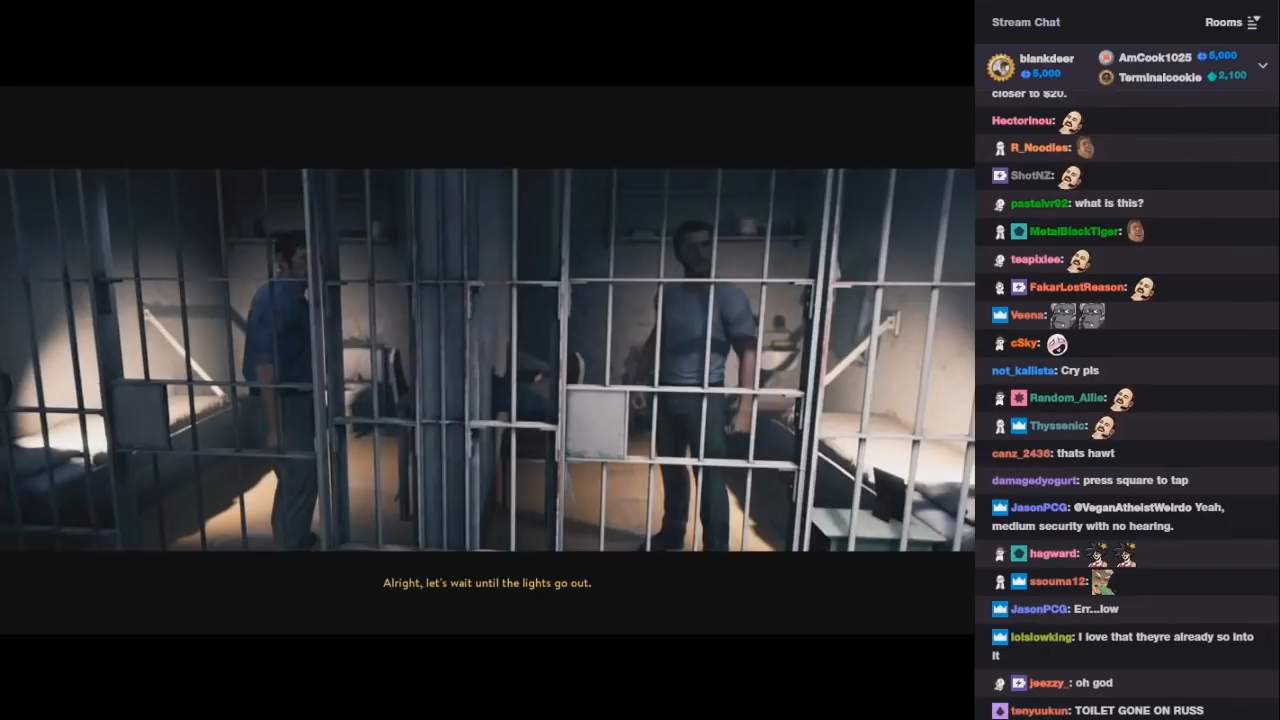 Stream Chat
Rooms
blankdeer
5,000
AmCook1025 5,000
Terminalcookie 2,100
closer to $20.
Hectorinou:
R_Noodles:
ShotNZ:
pastalvr92: what is this?
MetalBlackTiger:
teapixiee:
FakarLostReason:
Veena:
cSky:
not_kallista: Cry pls
Random_Allie:
Thyssenic:
canz_2436: thats hawt
damagedyogurt: press square to tap
JasonPCG: @VeganAtheistWeirdo Yeah,
medium security with no hearing.
hagward:
ssouma12:
JasonPCG: Err...low
lolslowking: I love that theyre already so into
it
jeezzy_: oh god
tenyuukun: TOILET GONE ON RUSS
Alright, let's wait until the lights go out.